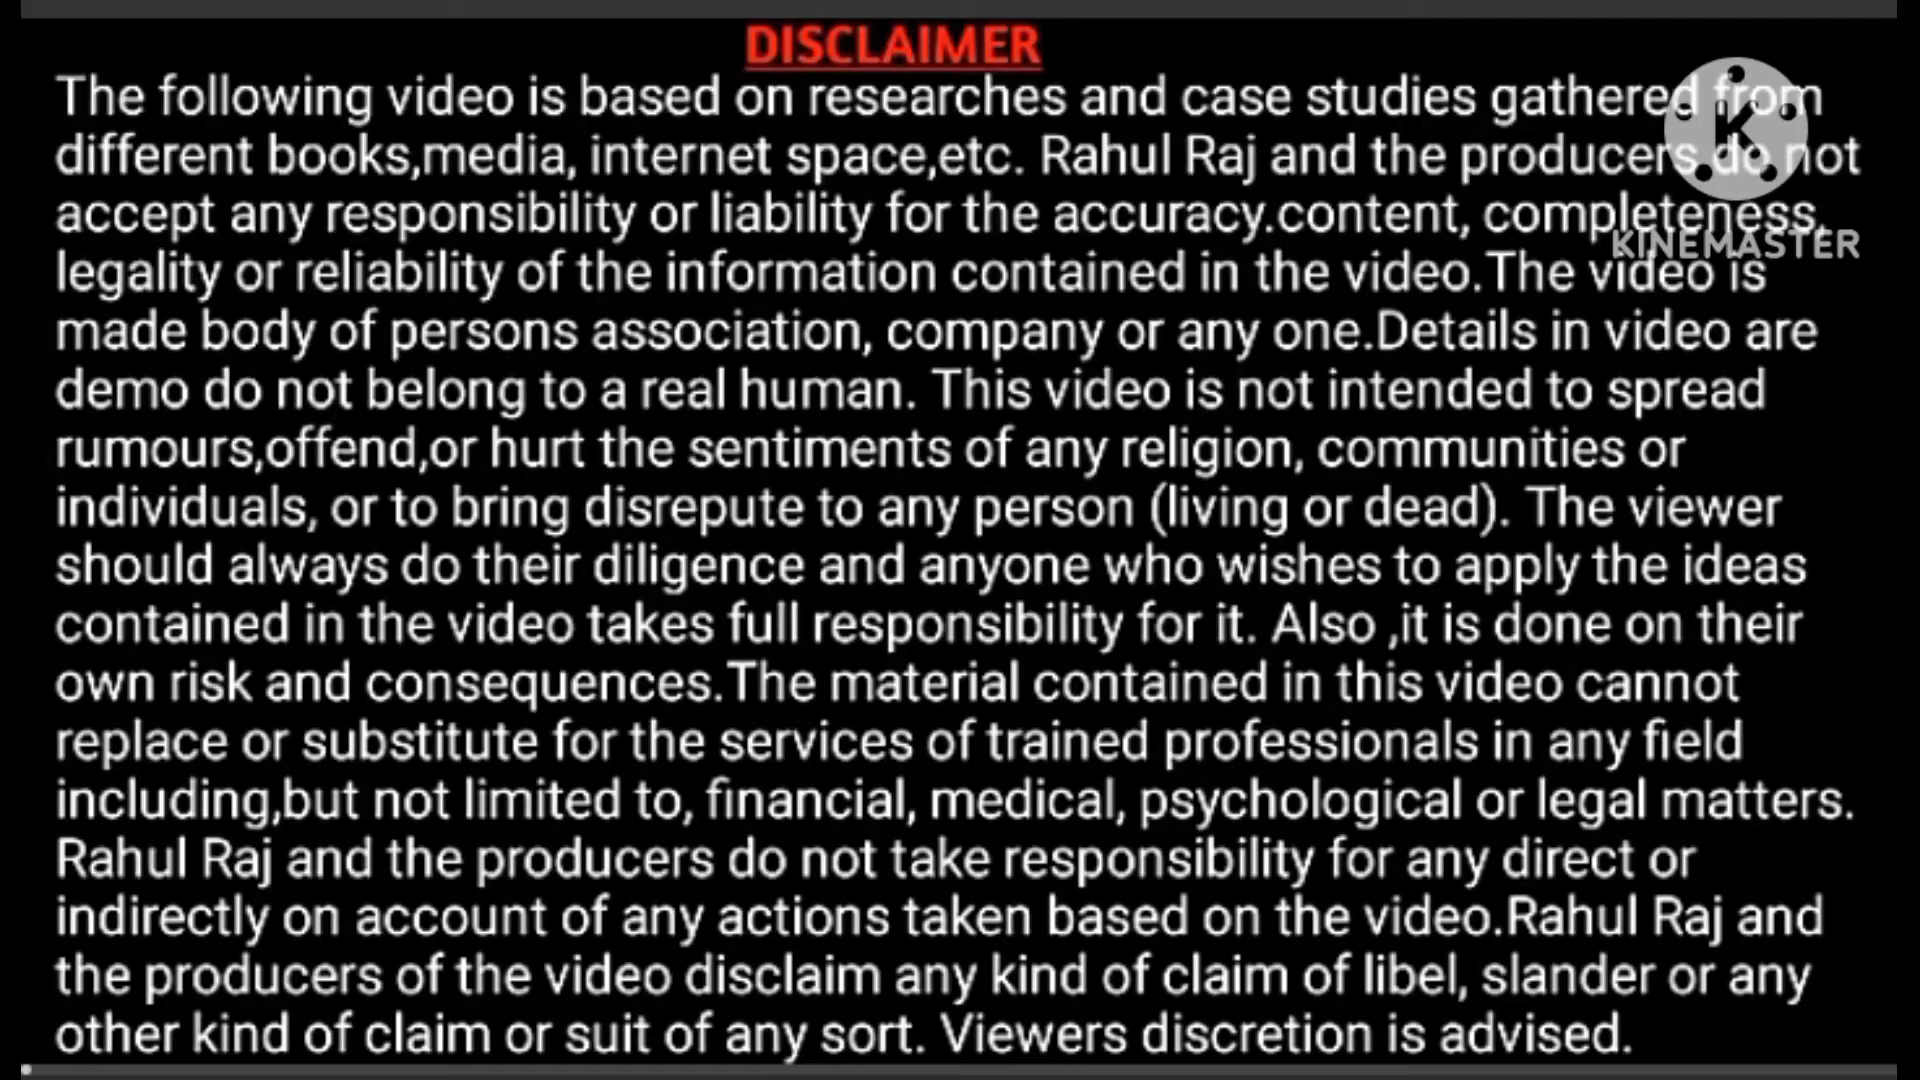 DISCLAIMER
The following video is based on researches and case studies gathered from
different books,media, internet space,etc. Rahul Raj and the producers do not
accept any responsibility or liability for the accuracy.content, completeness,
legality or reliability of the information contained in the video.The video is
made body of persons association, company or any one.Details in video are
demo do not belong to a real human. This video is not intended to spread
rumours,offend,or hurt the sentiments of any religion, communities or
individuals, or to bring disrepute to any person (living or dead). The viewer
should always do their diligence and anyone who wishes to apply the ideas
contained in the video takes full responsibility for it. Also ,it is done on their
own risk and consequences.The material contained in this video cannot
replace or substitute for the services of trained professionals in any field
including,but not limited to, financial, medical, psychological or legal matters.
Rahul Raj and the producers do not take responsibility for any direct or
indirectly on account of any actions taken based on the video.Rahul Raj and
the producers of the video disclaim any kind of claim of libel, slander or any
other kind of claim or suit of any sort. Viewers discretion is advised.
K
KINEMASTER